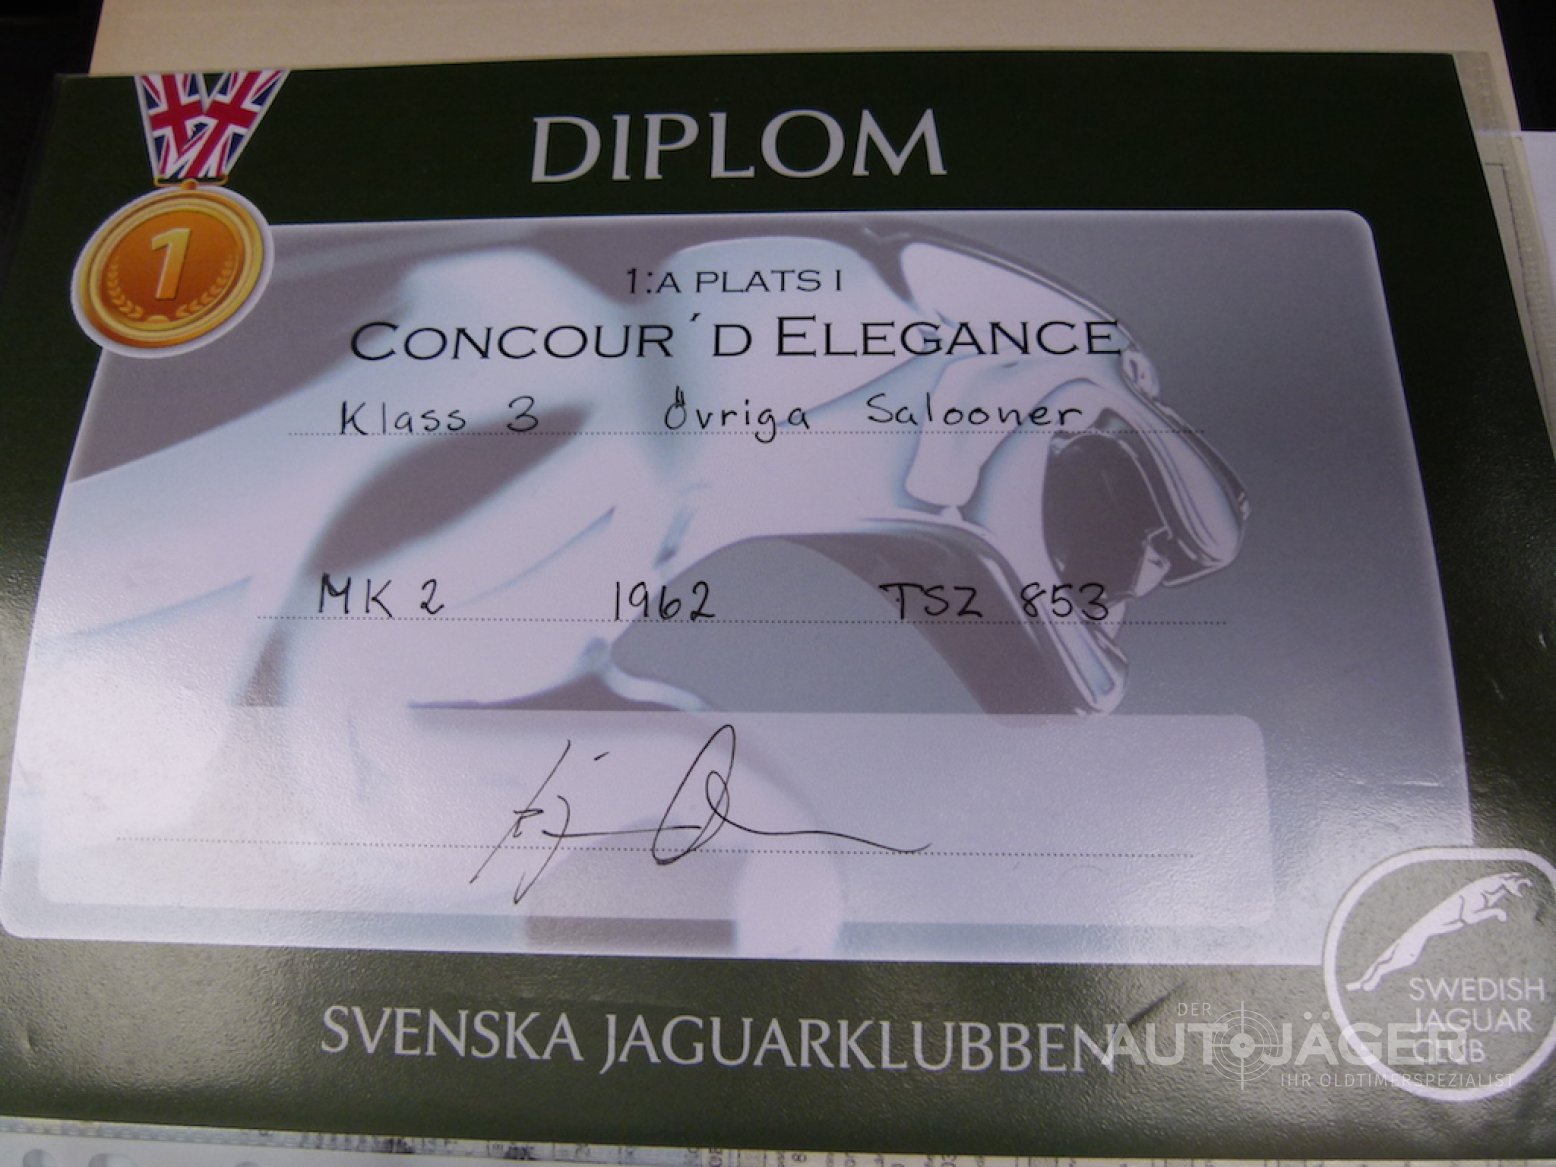 DIPLOM
1
1:A PLATS I
CONCOUR´D ELEGANCE
Klass 3 Övriga Salooner
MK 2 1962 TSZ 853
SVENSKA JAGUARKLUBBEN
SWEDISH
JAGUAR
CLUB
DER
AUTOJÄGER
IHR OLDTIMERSPEZIALIST